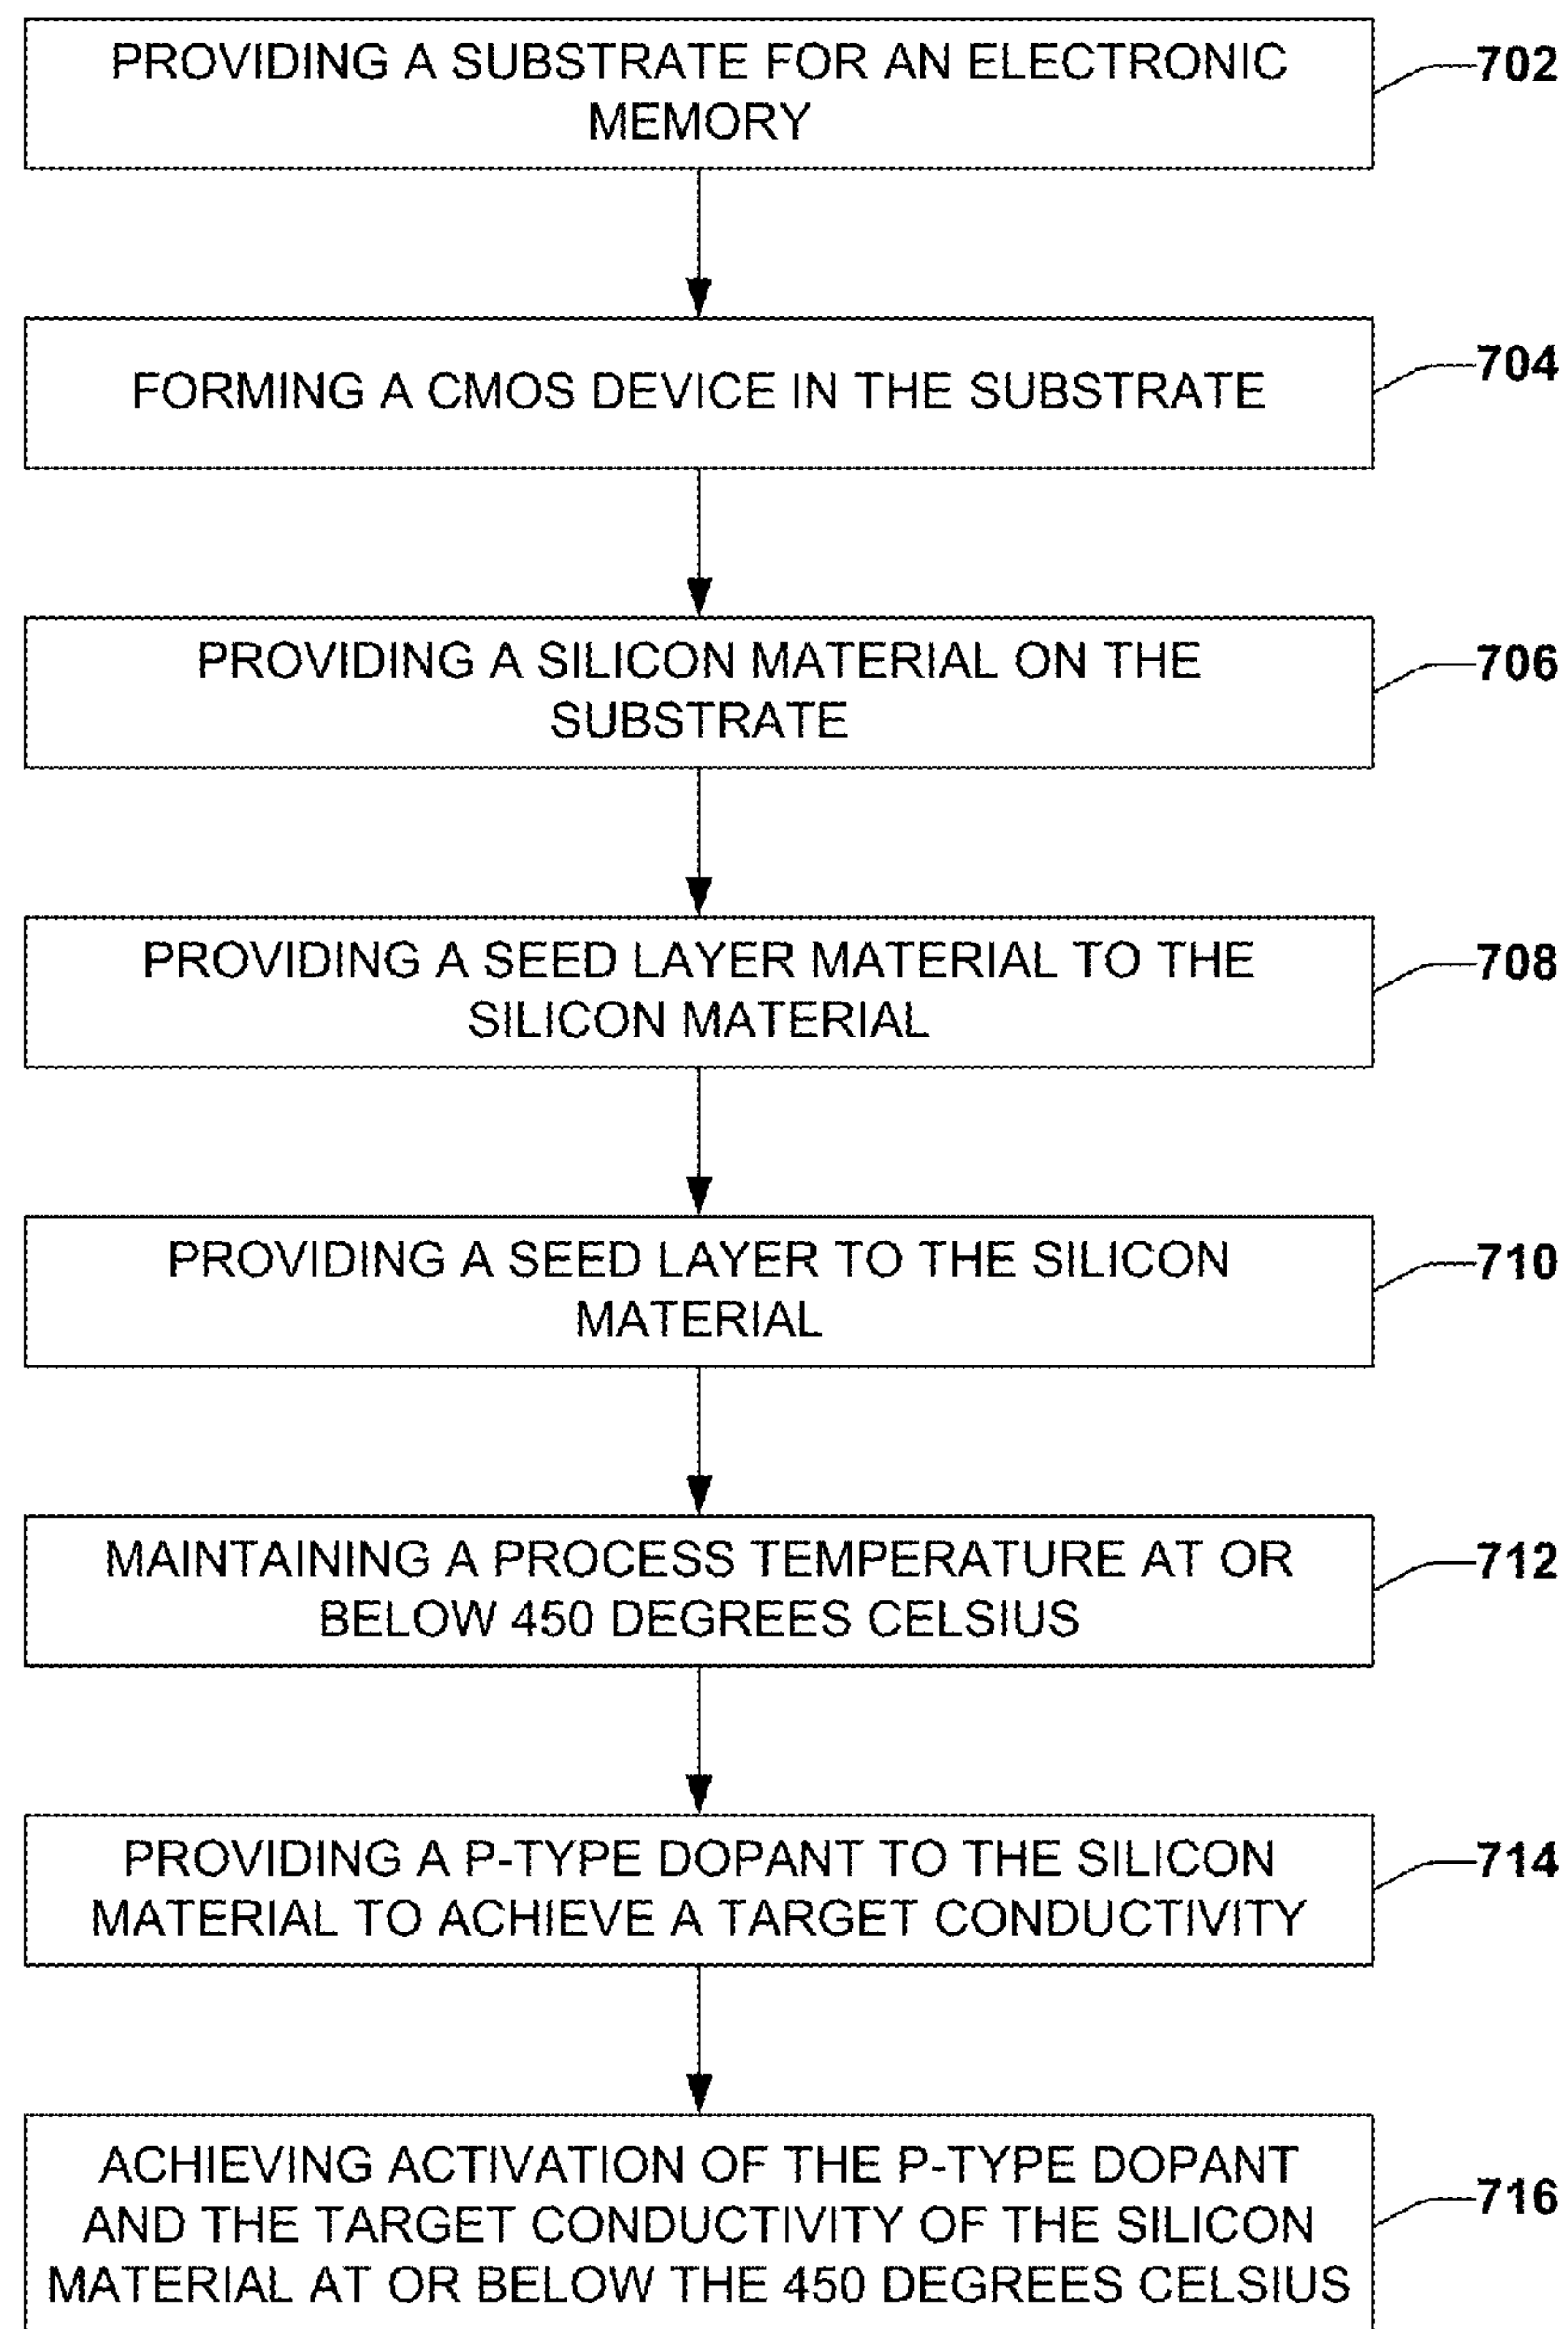 PROVIDING A SUBSTRATE FOR AN ELECTRONIC
MEMORY
702
FORMING A CMOS DEVICE IN THE SUBSTRATE
704
PROVIDING A SILICON MATERIAL ON THE
SUBSTRATE
706
PROVIDING A SEED LAYER MATERIAL TO THE
SILICON MATERIAL
708
PROVIDING A SEED LAYER TO THE SILICON
MATERIAL
710
MAINTAINING A PROCESS TEMPERATURE AT OR
BELOW 450 DEGREES CELSIUS
712
PROVIDING A P-TYPE DOPANT TO THE SILICON
MATERIAL TO ACHIEVE A TARGET CONDUCTIVITY
714
ACHIEVING ACTIVATION OF THE P-TYPE DOPANT
AND THE TARGET CONDUCTIVITY OF THE SILICON
MATERIAL AT OR BELOW THE 450 DEGREES CELSIUS
716